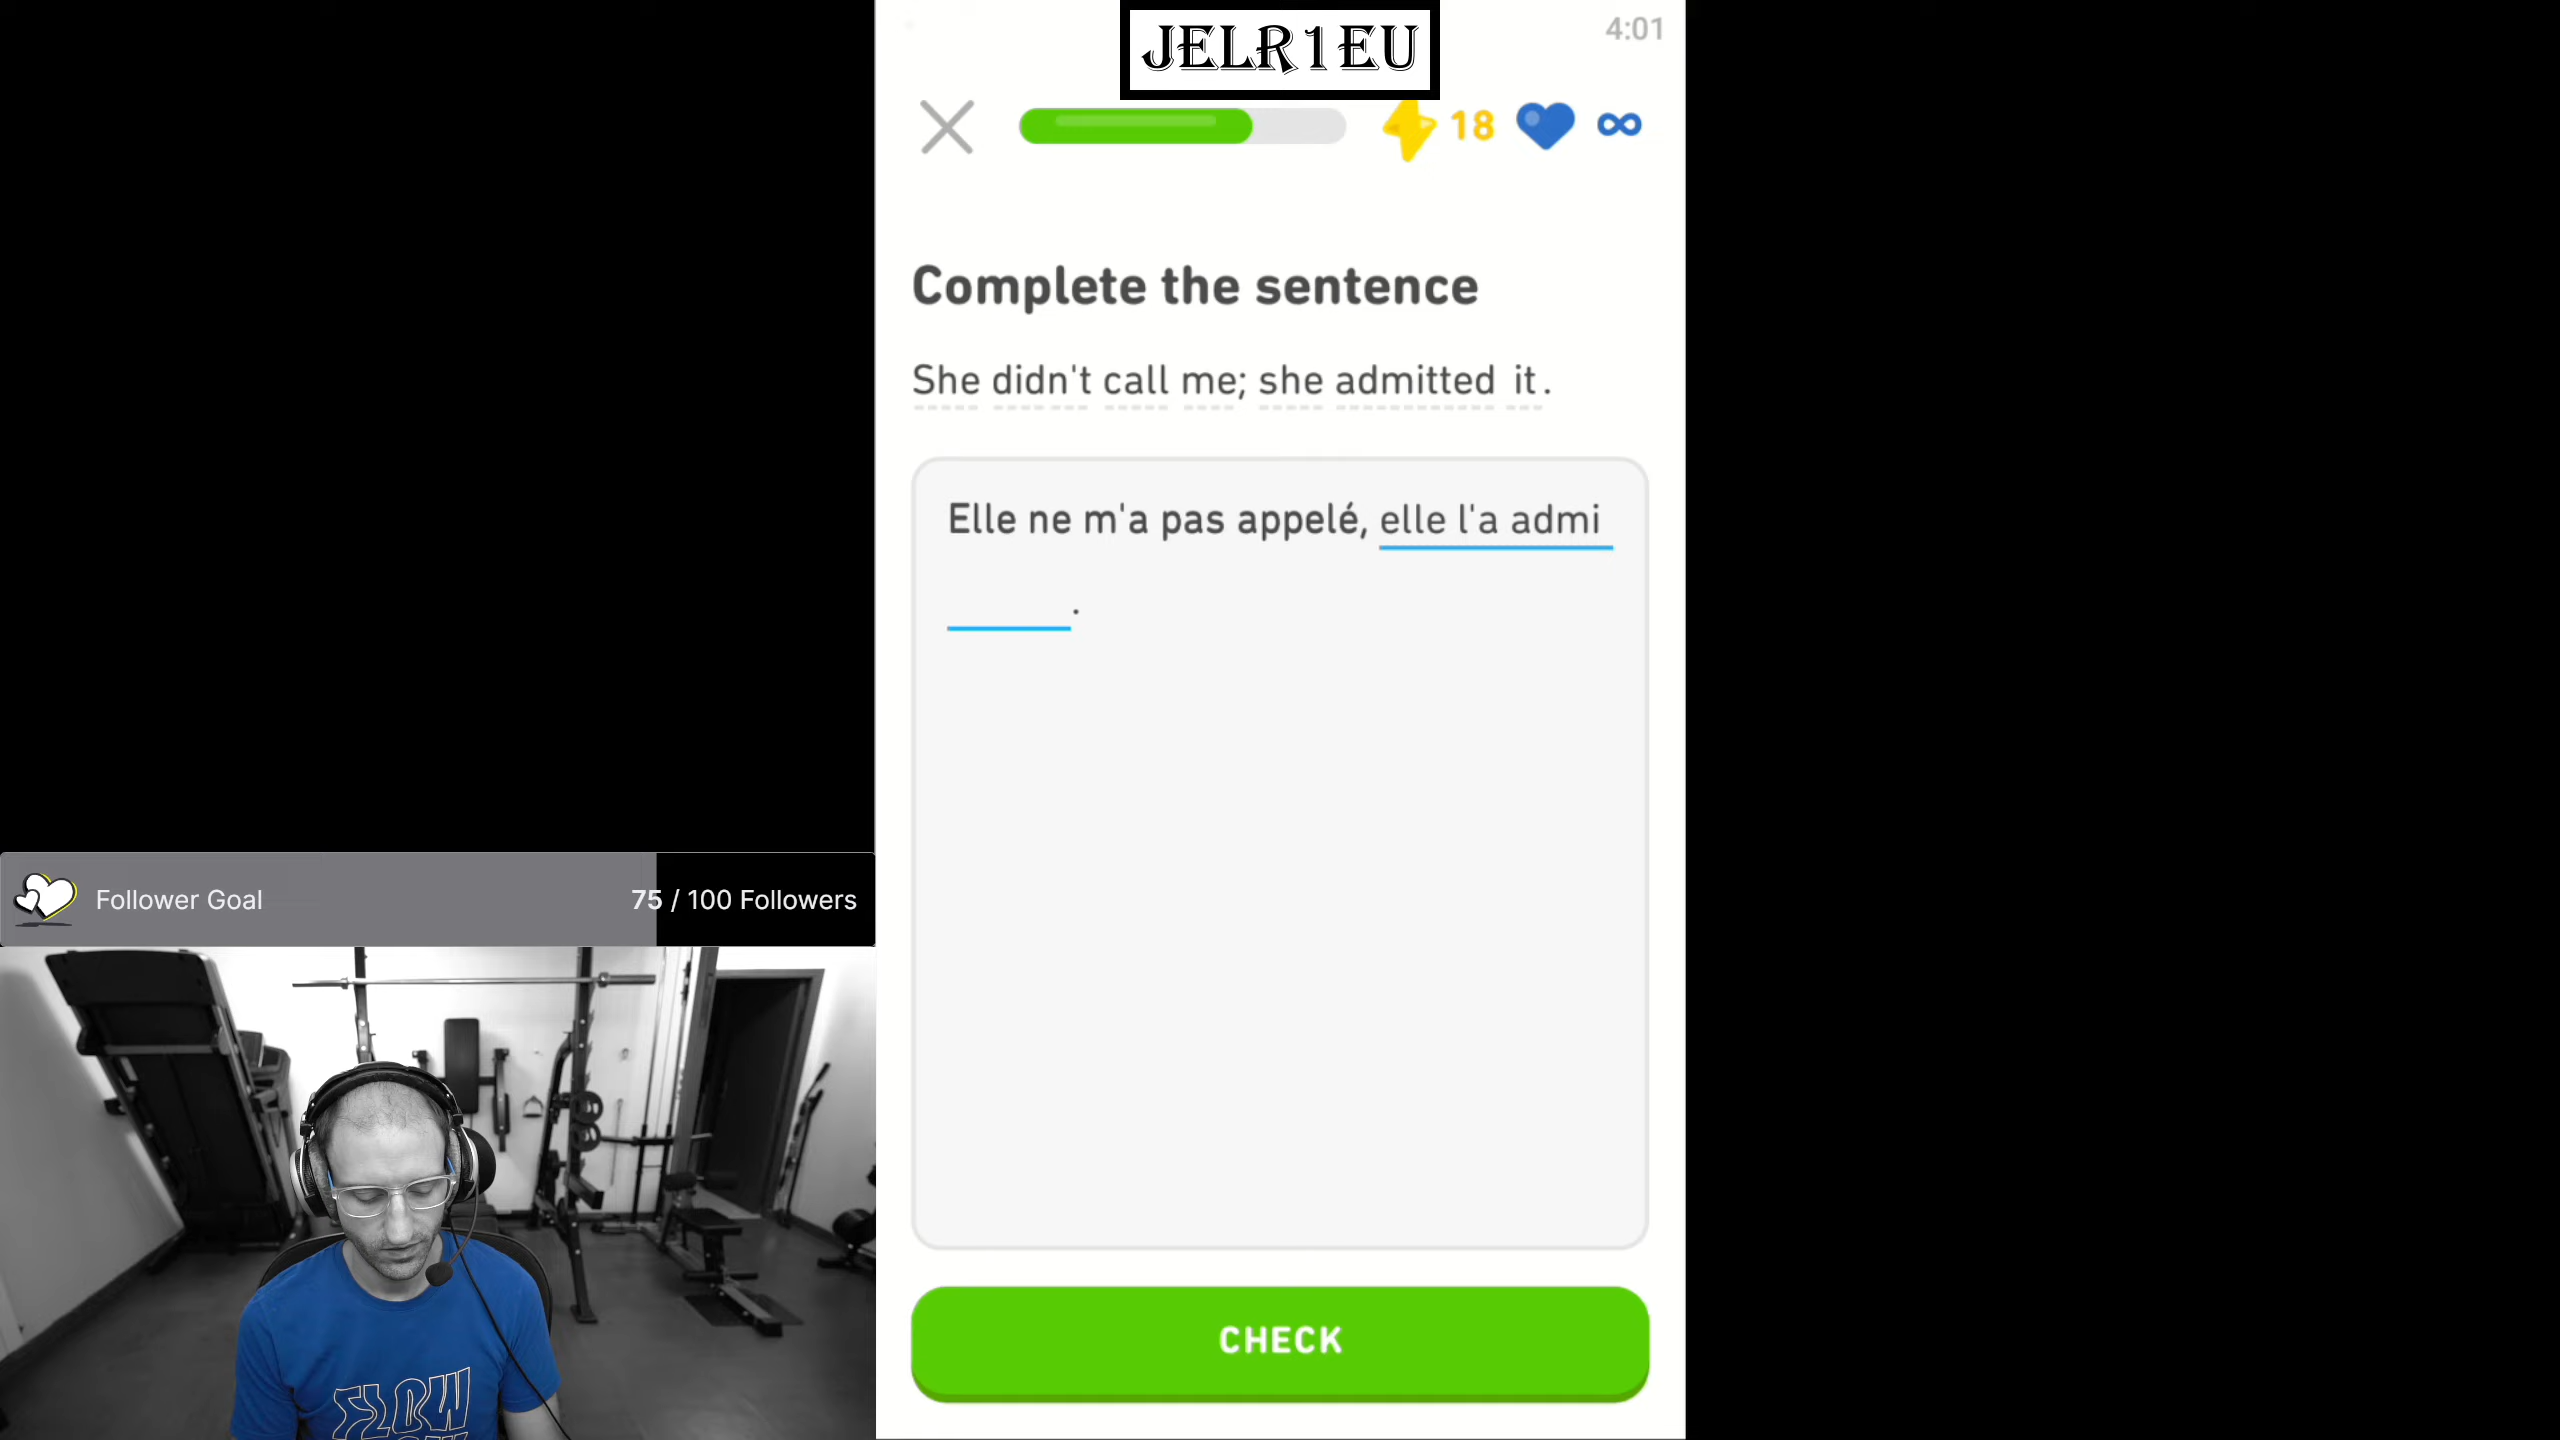 JELR1EU
4:01
18 ∞
Complete the sentence
She didn't call me; she admitted it.
Elle ne m'a pas appelé, elle l'a admi
.
CHECK
Follower Goal 75 / 100 Followers
FLOW